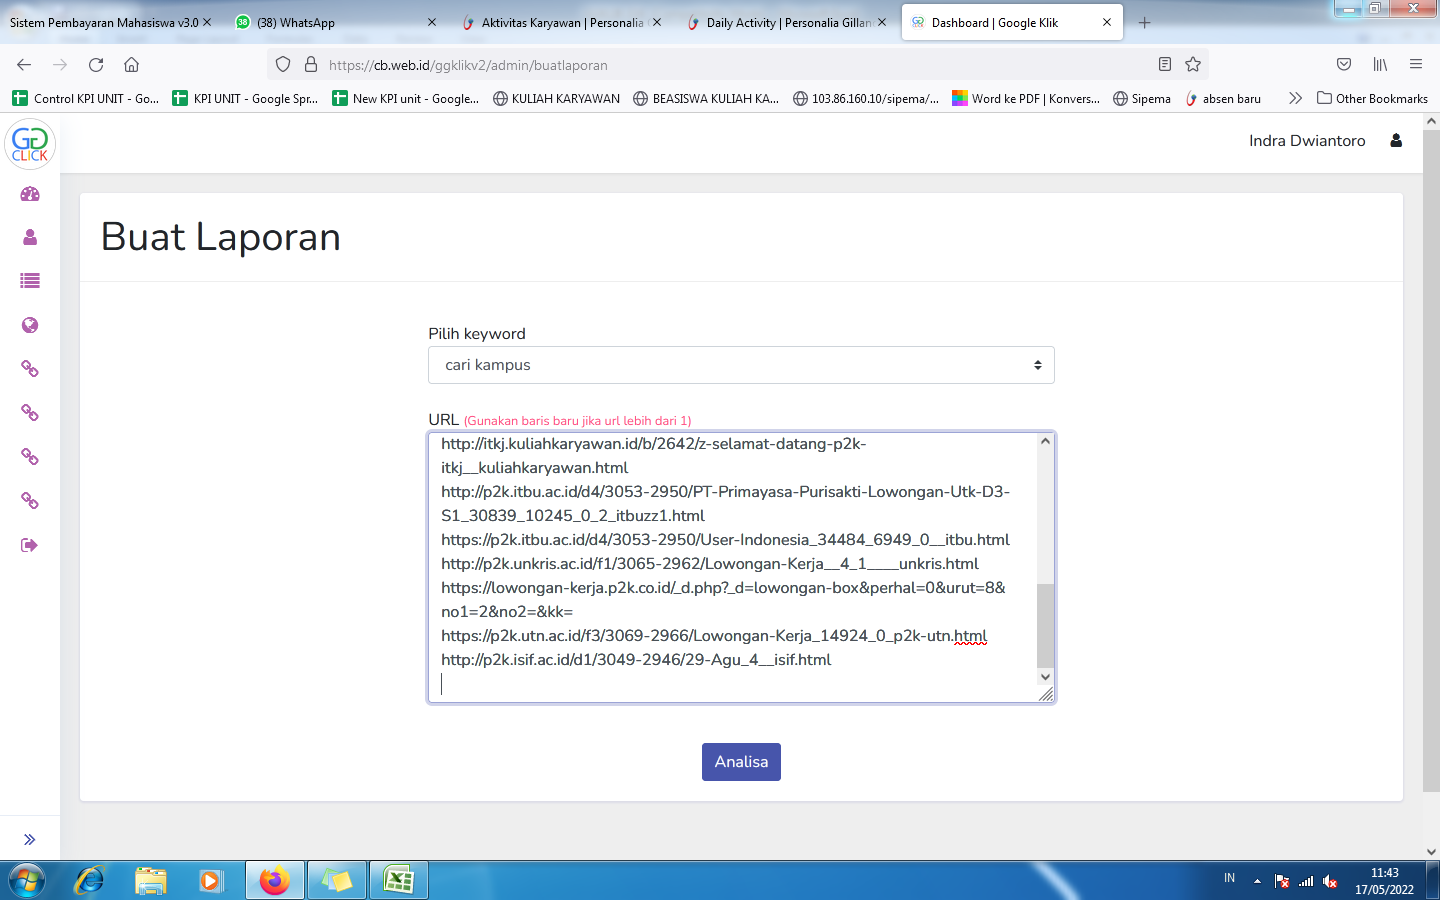 Sistem Pembayaran Mahasiswa v3.0
38
(38) WhatsApp
Aktivitas Karyawan | Personalia
Daily Activity | Personalia Gillan
Dashboard | Google Klik
https://cb.web.id/ggklikv2/admin/buatlaporan
Control KPI UNIT - Go...
KPI UNIT - Google Spr...
New KPI unit - Google...
KULIAH KARYAWAN
BEASISWA KULIAH KA...
103.86.160.10/sipema/...
Word ke PDF | Konvers...
Sipema
absen baru
Other Bookmarks
GG
CLICK
Indra Dwiantoro
Buat Laporan
Pilih keyword
cari kampus
URL (Gunakan baris baru jika url lebih dari 1)
http://itkj.kuliahkaryawan.id/b/2642/z-selamat-datang-p2k-
itkj__kuliahkaryawan.html
http://p2k.itbu.ac.id/d4/3053-2950/PT-Primayasa-Purisakti-Lowongan-Utk-D3-
S1_30839_10245_0_2_itbuzz1.html
https://p2k.itbu.ac.id/d4/3053-2950/User-Indonesia_34484_6949_0__itbu.html
http://p2k.unkris.ac.id/f1/3065-2962/Lowongan-Kerja__4_1____unkris.html
https://lowongan-kerja.p2k.co.id/_d.php?_d=lowongan-box&perhal=0&urut=8&
no1=2&no2=&kk=
https://p2k.utn.ac.id/f3/3069-2966/Lowongan-Kerja_14924_0_p2k-utn.html
http://p2k.isif.ac.id/d1/3049-2946/29-Agu_4__isif.html
Analisa
IN
11:43
17/05/2022